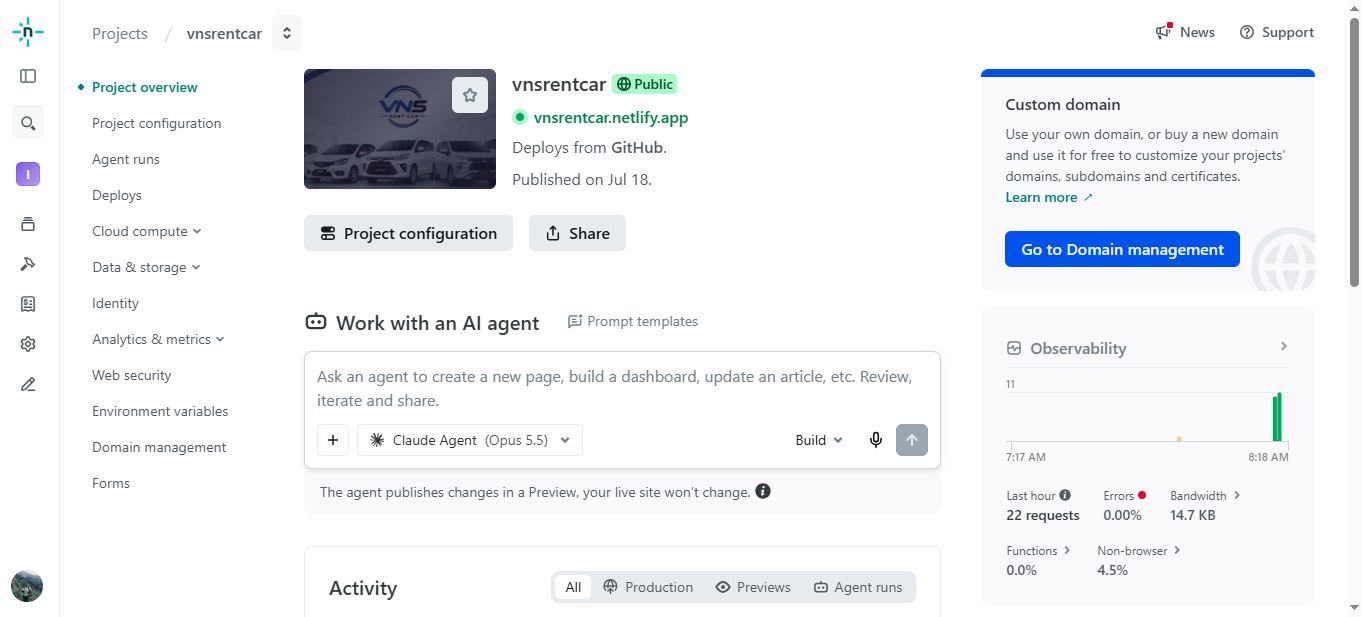 Projects / vnsrentcar
News
Support
Project overview
Project configuration
Agent runs
Deploys
Cloud compute
Data & storage
Identity
Analytics & metrics
Web security
Environment variables
Domain management
Forms
I
VNS
RENT CAR
vnsrentcar Public
vnsrentcar.netlify.app
Deploys from GitHub.
Published on Jul 18.
Project configuration
Share
Work with an AI agent
Prompt templates
Ask an agent to create a new page, build a dashboard, update an article, etc. Review,
iterate and share.
Claude Agent (Opus 5.5)
Build
The agent publishes changes in a Preview, your live site won't change.
Activity
All
Production
Previews
Agent runs
Custom domain
Use your own domain, or buy a new domain
and use it for free to customize your projects’
domains, subdomains and certificates.
Learn more ↗
Go to Domain management
Observability
11
7:17 AM
8:18 AM
Last hour
Errors
Bandwidth
22 requests
0.00%
14.7 KB
Functions
Non-browser
0.0%
4.5%